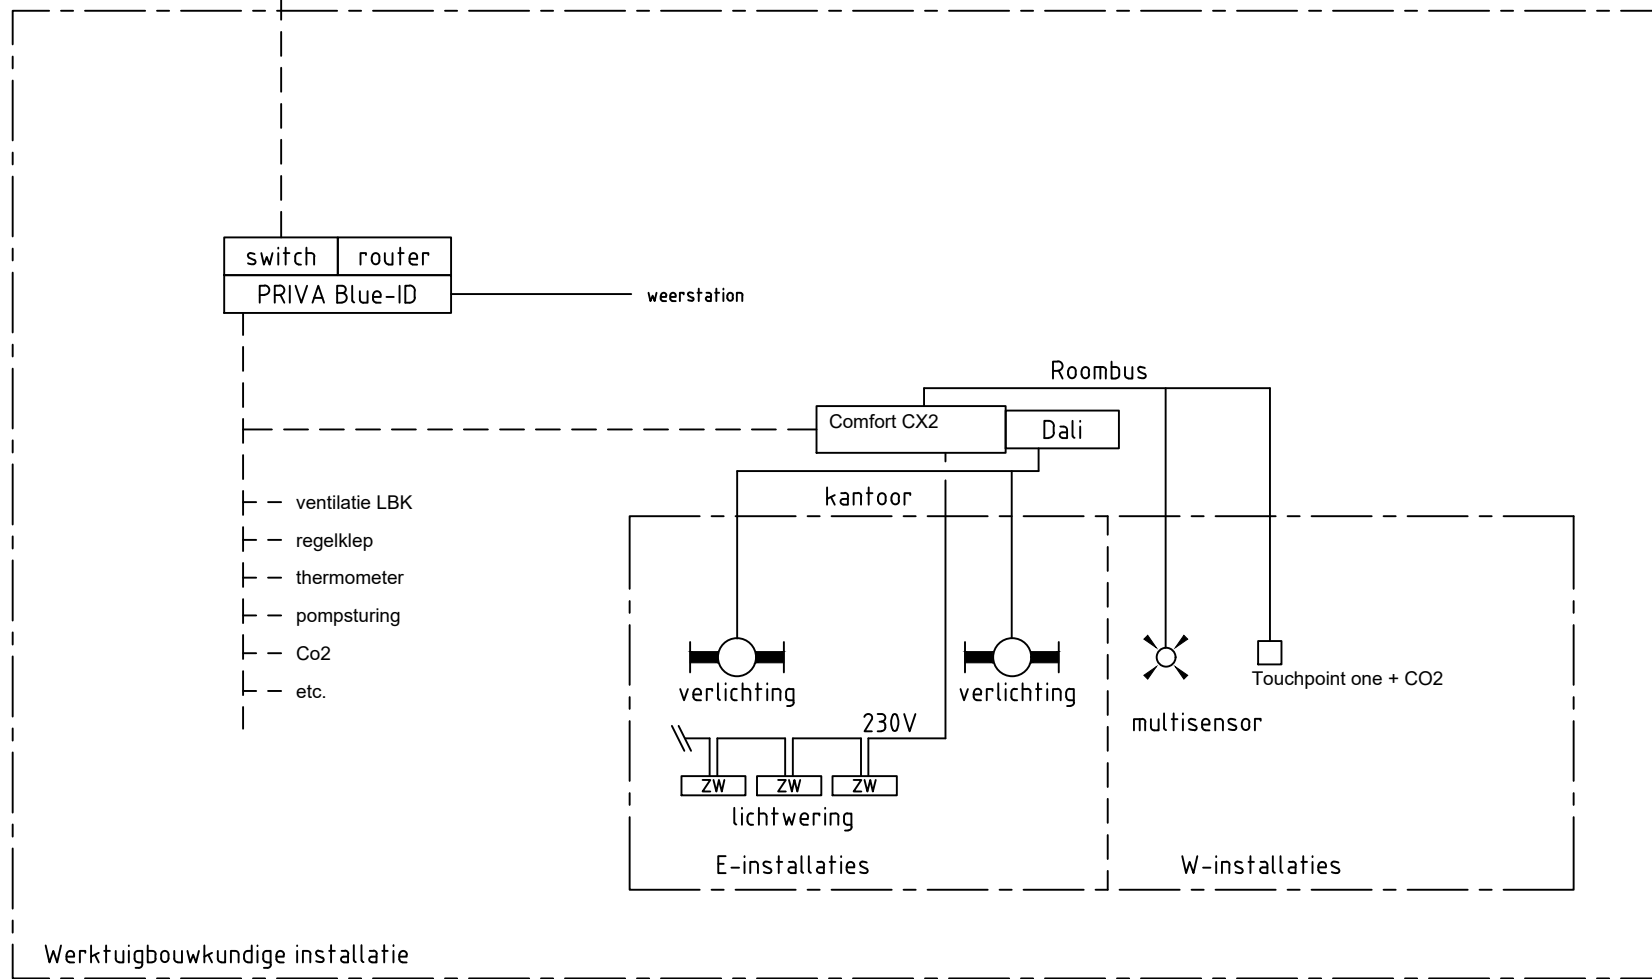 switch router
PRIVA Blue-ID
weerstation
Roombus
Comfort CX2
Dali
kantoor
ventilatie LBK
regelklep
thermometer
pompsturing
Co2
etc.
verlichting
verlichting
Touchpoint one + CO2
multisensor
230V
ZW ZW ZW
lichtwering
E-installaties
W-installaties
Werktuigbouwkundige installatie